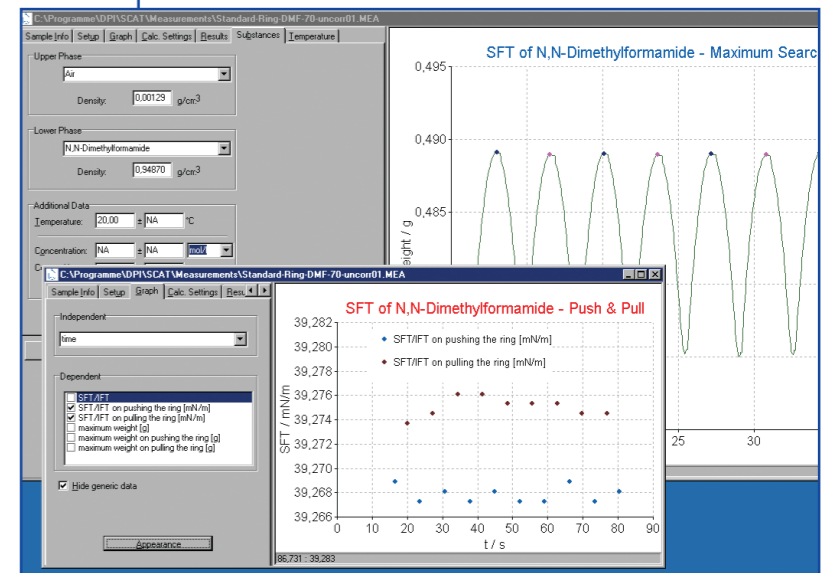 C:\Programme\DPI\SCAT\Measurements\Standard-Ring-DMF-70-uncorr01.MEA
Sample Info Setup Graph Calc. Settings Results Substances Temperature
Upper Phase
Air
Density: 0,00129 g/cm3
Lower Phase
N,N-Dimethylformamide
Density: 0,94870 g/cm3
Additional Data
Temperature: 20,00 ± NA °C
Concentration: NA ± NA mol/l
SFT of N,N-Dimethylformamide - Maximum Searc
0,495
0,490
0,485
eight / g
25 30
C:\Programme\DPI\SCAT\Measurements\Standard-Ring-DMF-70-uncorr01.MEA
Sample Info Setup Graph Calc. Settings Resu
Independent
time
Dependent
SFT/IFT
SFT/IFT on pushing the ring [mN/m]
SFT/IFT on pulling the ring [mN/m]
maximum weight [g]
maximum weight on pushing the ring [g]
maximum weight on pulling the ring [g]
Hide generic data
Appearance
SFT of N,N-Dimethylformamide - Push & Pull
SFT/IFT on pushing the ring [mN/m]
SFT/IFT on pulling the ring [mN/m]
39,282
39,280
39,278
39,276
39,274
39,272
39,270
39,268
39,266
SFT / mN/m
0 10 20 30 40 50 60 70 80 90
t / s
86,731 : 39,283